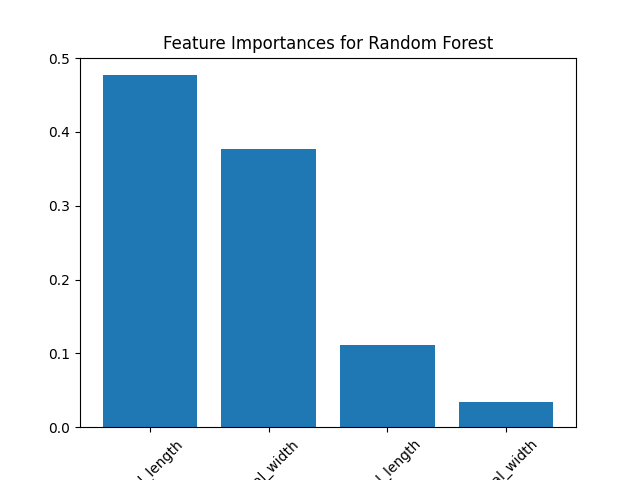 Feature Importances for Random Forest
0.5
0.4
0.3
0.2
0.1
0.0
l_length
al_width
l_length
al_width